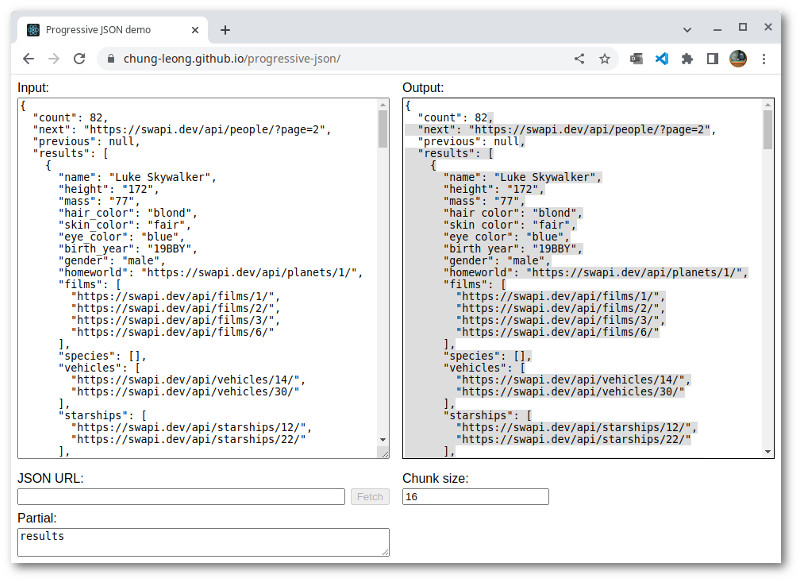 Progressive JSON demo
chung-leong.github.io/progressive-json/
Input:
{
  "count": 82,
  "next": "https://swapi.dev/api/people/?page=2",
  "previous": null,
  "results": [
    {
      "name": "Luke Skywalker",
      "height": "172",
      "mass": "77",
      "hair_color": "blond",
      "skin_color": "fair",
      "eye_color": "blue",
      "birth_year": "19BBY",
      "gender": "male",
      "homeworld": "https://swapi.dev/api/planets/1/",
      "films": [
        "https://swapi.dev/api/films/1/",
        "https://swapi.dev/api/films/2/",
        "https://swapi.dev/api/films/3/",
        "https://swapi.dev/api/films/6/"
      ],
      "species": [],
      "vehicles": [
        "https://swapi.dev/api/vehicles/14/",
        "https://swapi.dev/api/vehicles/30/"
      ],
      "starships": [
        "https://swapi.dev/api/starships/12/",
        "https://swapi.dev/api/starships/22/"
      ],
Output:
{
  "count": 82,
  "next": "https://swapi.dev/api/people/?page=2",
  "previous": null,
  "results": [
    {
      "name": "Luke Skywalker",
      "height": "172",
      "mass": "77",
      "hair color": "blond",
      "skin color": "fair",
      "eye color": "blue",
      "birth year": "19BBY",
      "gender": "male",
      "homeworld": "https://swapi.dev/api/planets/1/",
      "films": [
        "https://swapi.dev/api/films/1/",
        "https://swapi.dev/api/films/2/",
        "https://swapi.dev/api/films/3/",
        "https://swapi.dev/api/films/6/"
      ],
      "species": [],
      "vehicles": [
        "https://swapi.dev/api/vehicles/14/",
        "https://swapi.dev/api/vehicles/30/"
      ],
      "starships": [
        "https://swapi.dev/api/starships/12/",
        "https://swapi.dev/api/starships/22/"
      ],
JSON URL:
Fetch
Chunk size:
16
Partial:
results